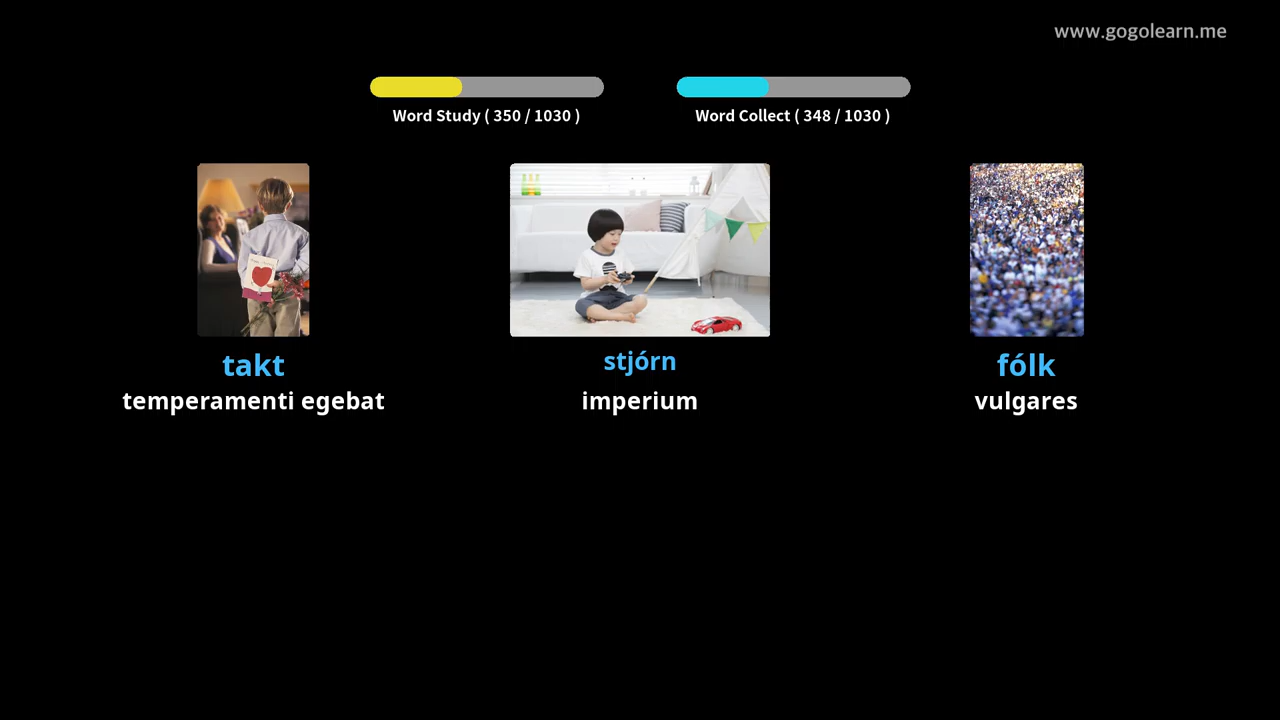 www.gogolearn.me
Word Study ( 350 / 1030 )
Word Collect ( 348 / 1030 )
takt
stjórn
fólk
temperamenti egebat
imperium
vulgares